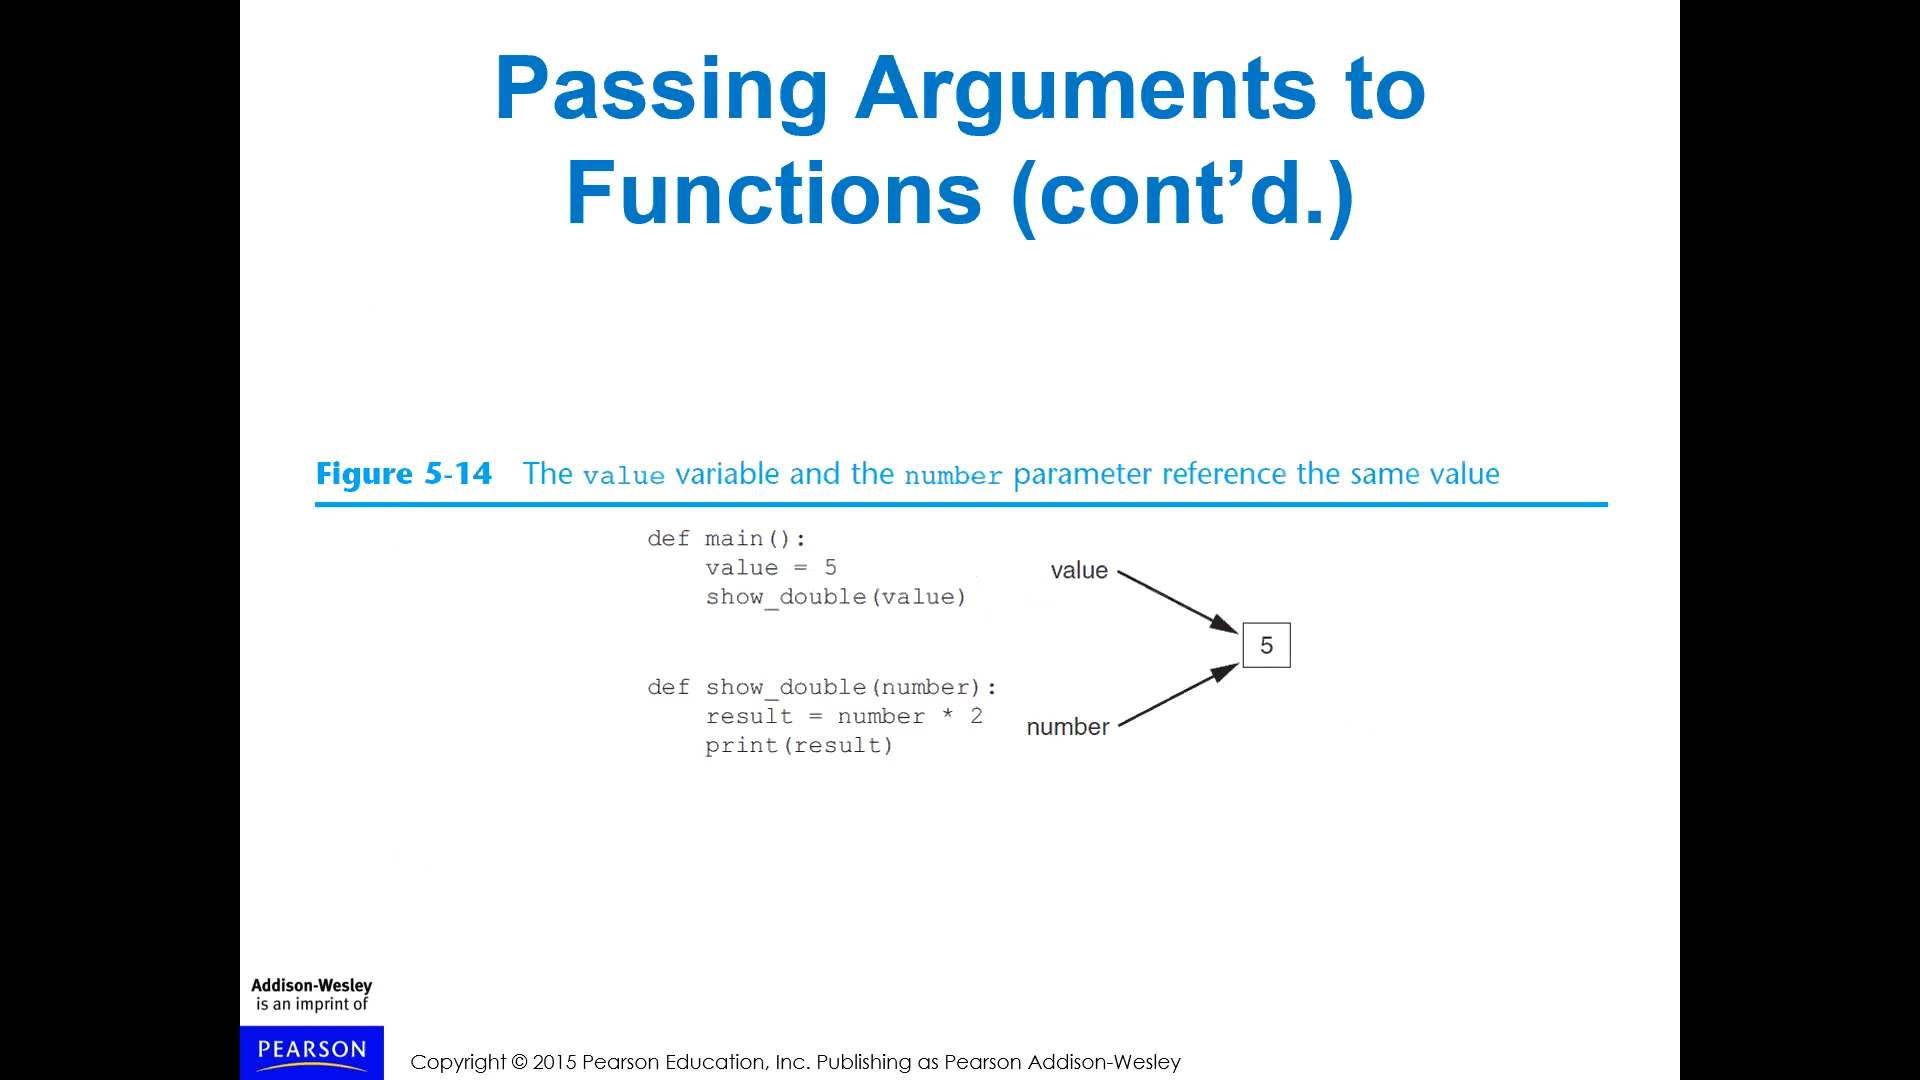 Passing Arguments to
Functions (cont’d.)
Figure 5-14 The value variable and the number parameter reference the same value
def main():
    value = 5
    show_double(value)
def show_double(number):
    result = number * 2
    print(result)
value
number
5
Addison-Wesley
is an imprint of
PEARSON
Copyright © 2015 Pearson Education, Inc. Publishing as Pearson Addison-Wesley